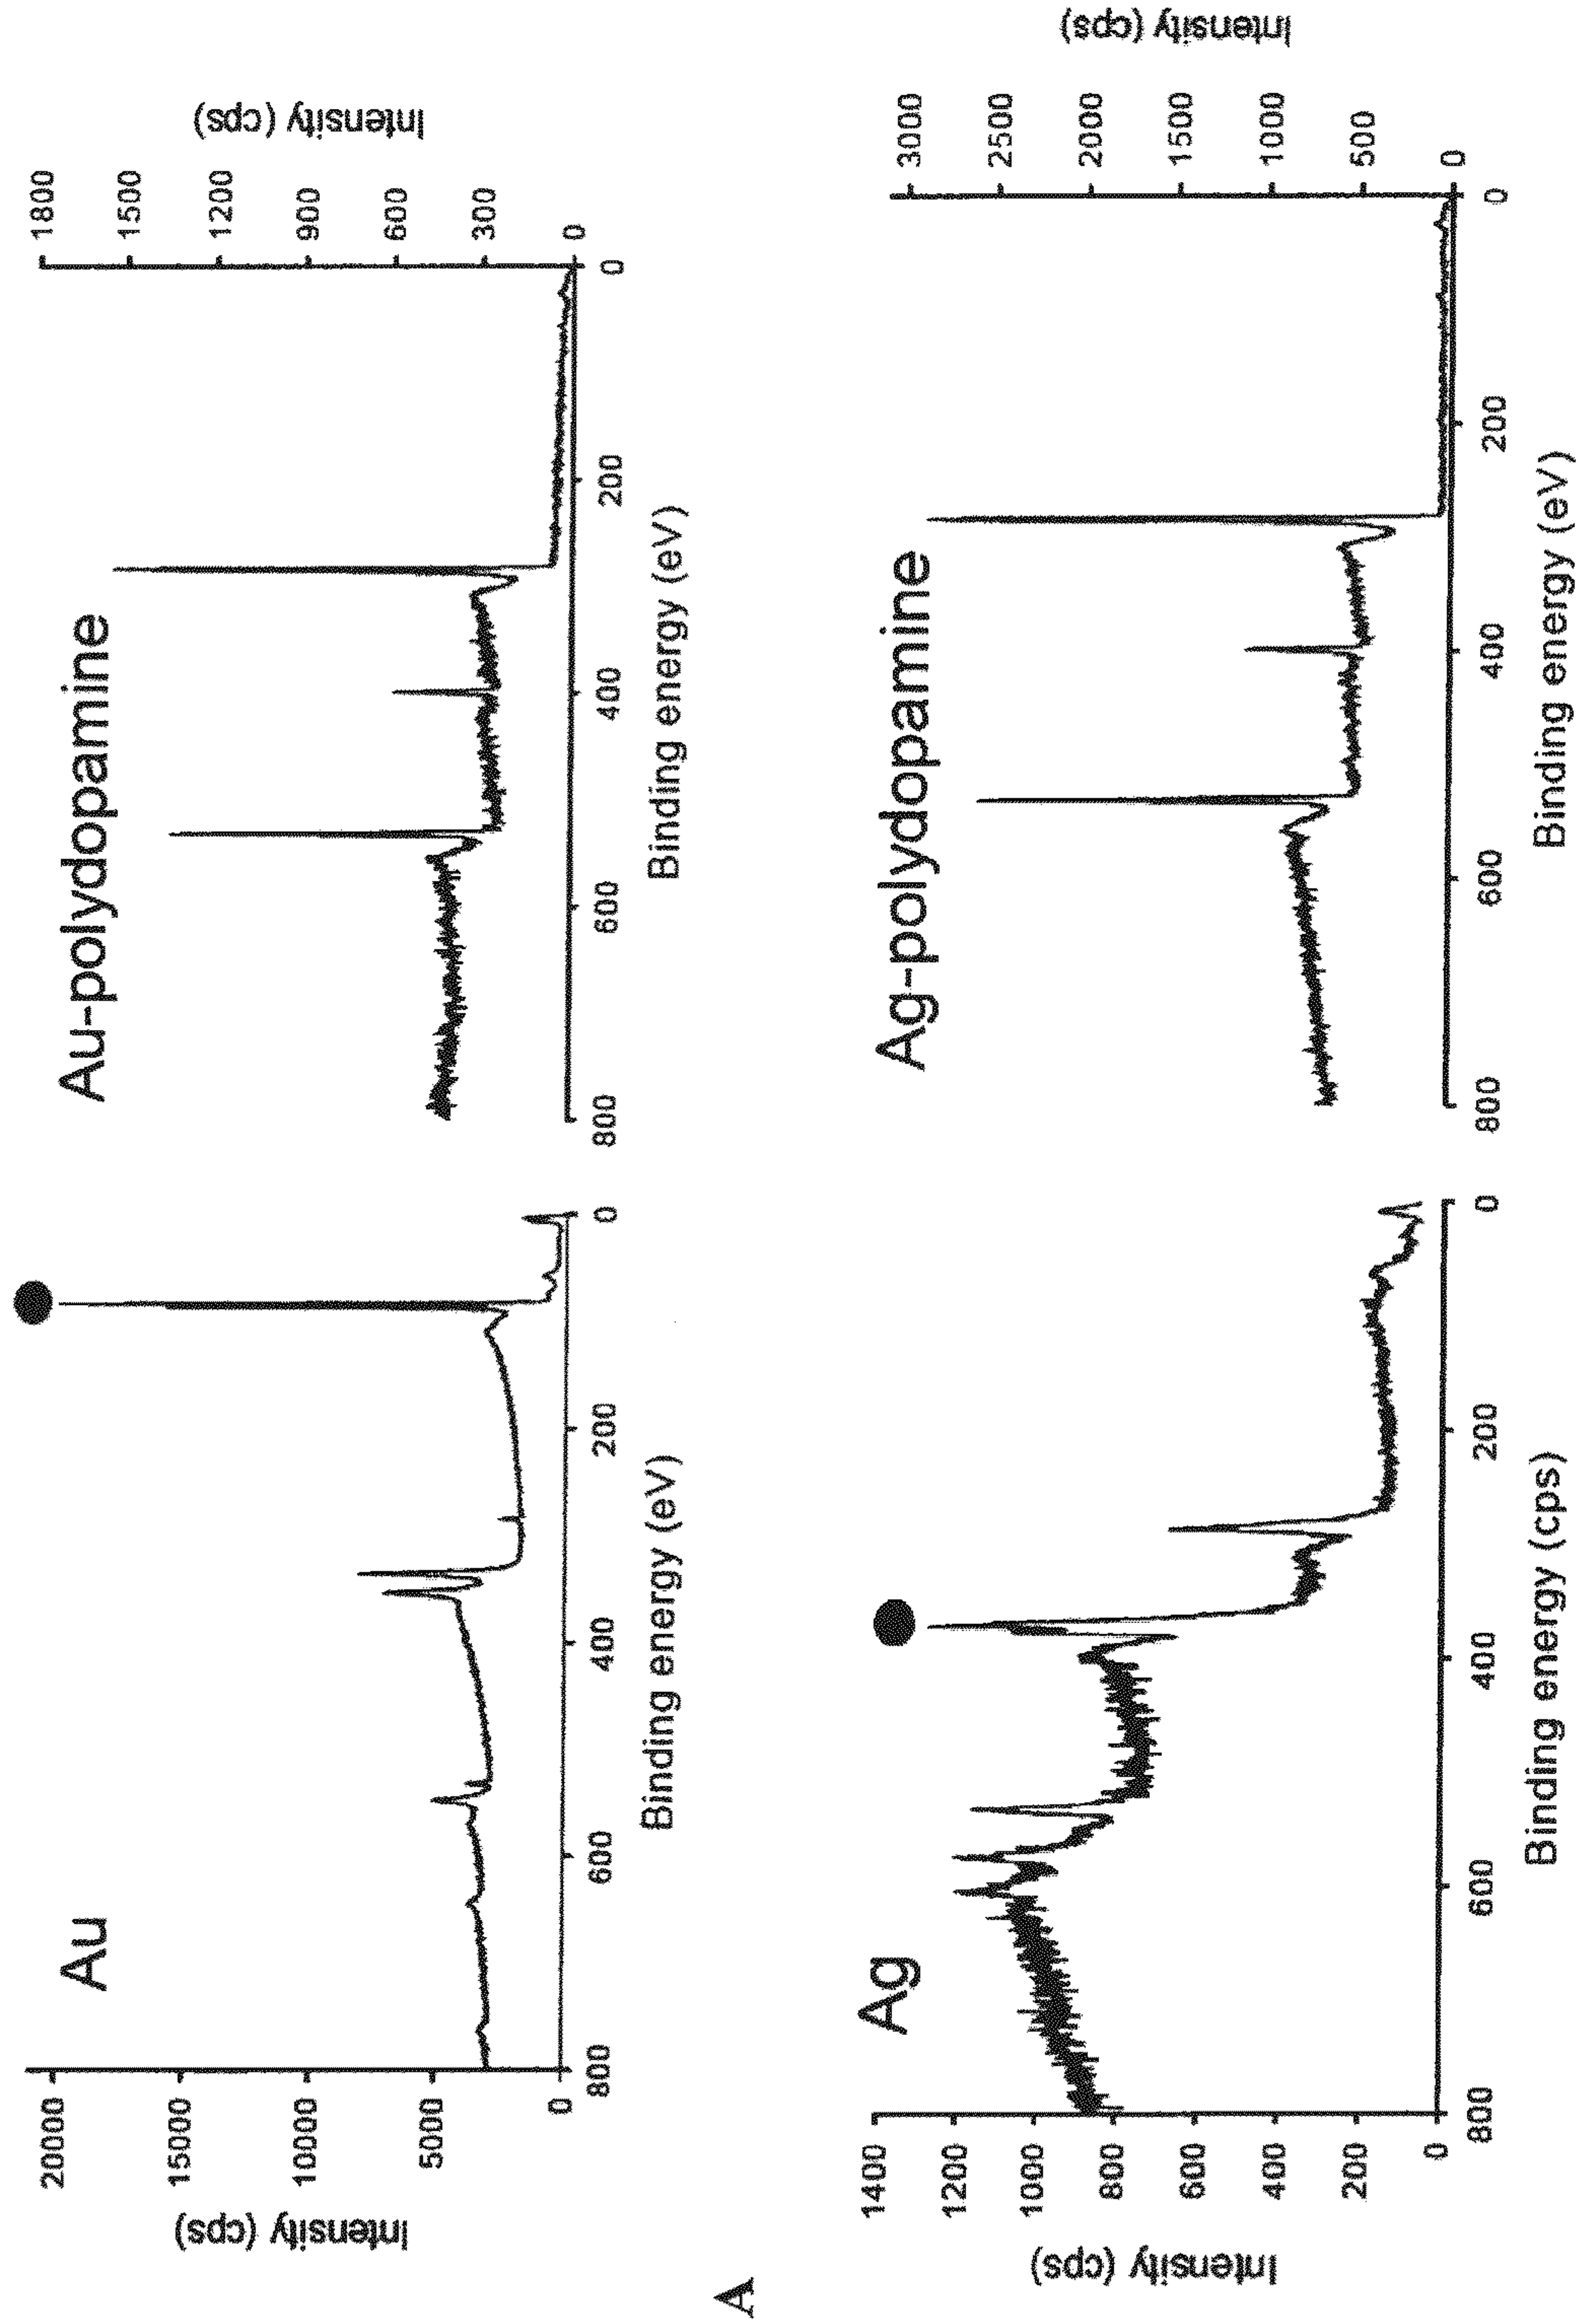 A
Au
Intensity (cps)
20000
15000
10000
5000
0
800 600 400 200 0
Binding energy (eV)
Au-polydopamine
Intensity (cps)
1800
1500
1200
900
600
300
0
800 600 400 200 0
Binding energy (eV)
Ag
Intensity (cps)
1400
1200
1000
800
600
400
200
0
800 600 400 200 0
Binding energy (cps)
Ag-polydopamine
Intensity (cps)
3000
2500
2000
1500
1000
500
0
800 600 400 200 0
Binding energy (eV)